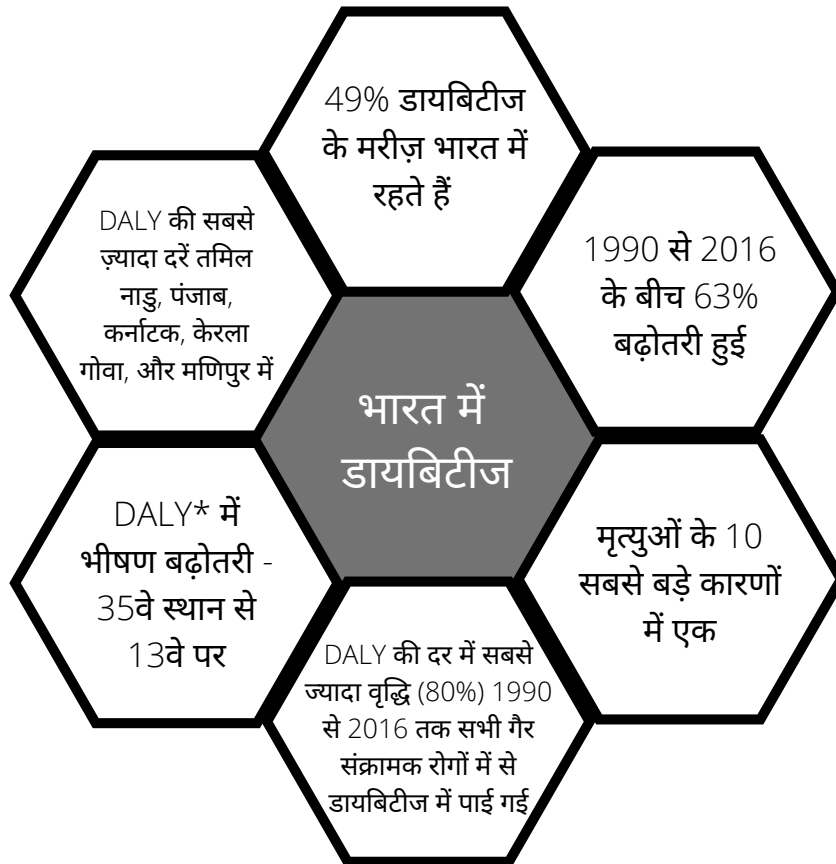 49% डायबिटीज
के मरीज़ भारत में
रहते हैं
1990 से 2016
के बीच 63%
बढ़ोतरी हुई
मृत्युओं के 10
सबसे बड़े कारणों
में एक
DALY की दर में सबसे
ज्यादा वृद्धि (80%) 1990
से 2016 तक सभी गैर
संक्रामक रोगों में से
डायबिटीज में पाई गई
DALY* में
भीषण बढ़ोतरी -
35वे स्थान से
13वे पर
DALY की सबसे
ज़्यादा दरें तमिल
नाडु, पंजाब,
कर्नाटक, केरला
गोवा, और मणिपुर में
भारत में
डायबिटीज